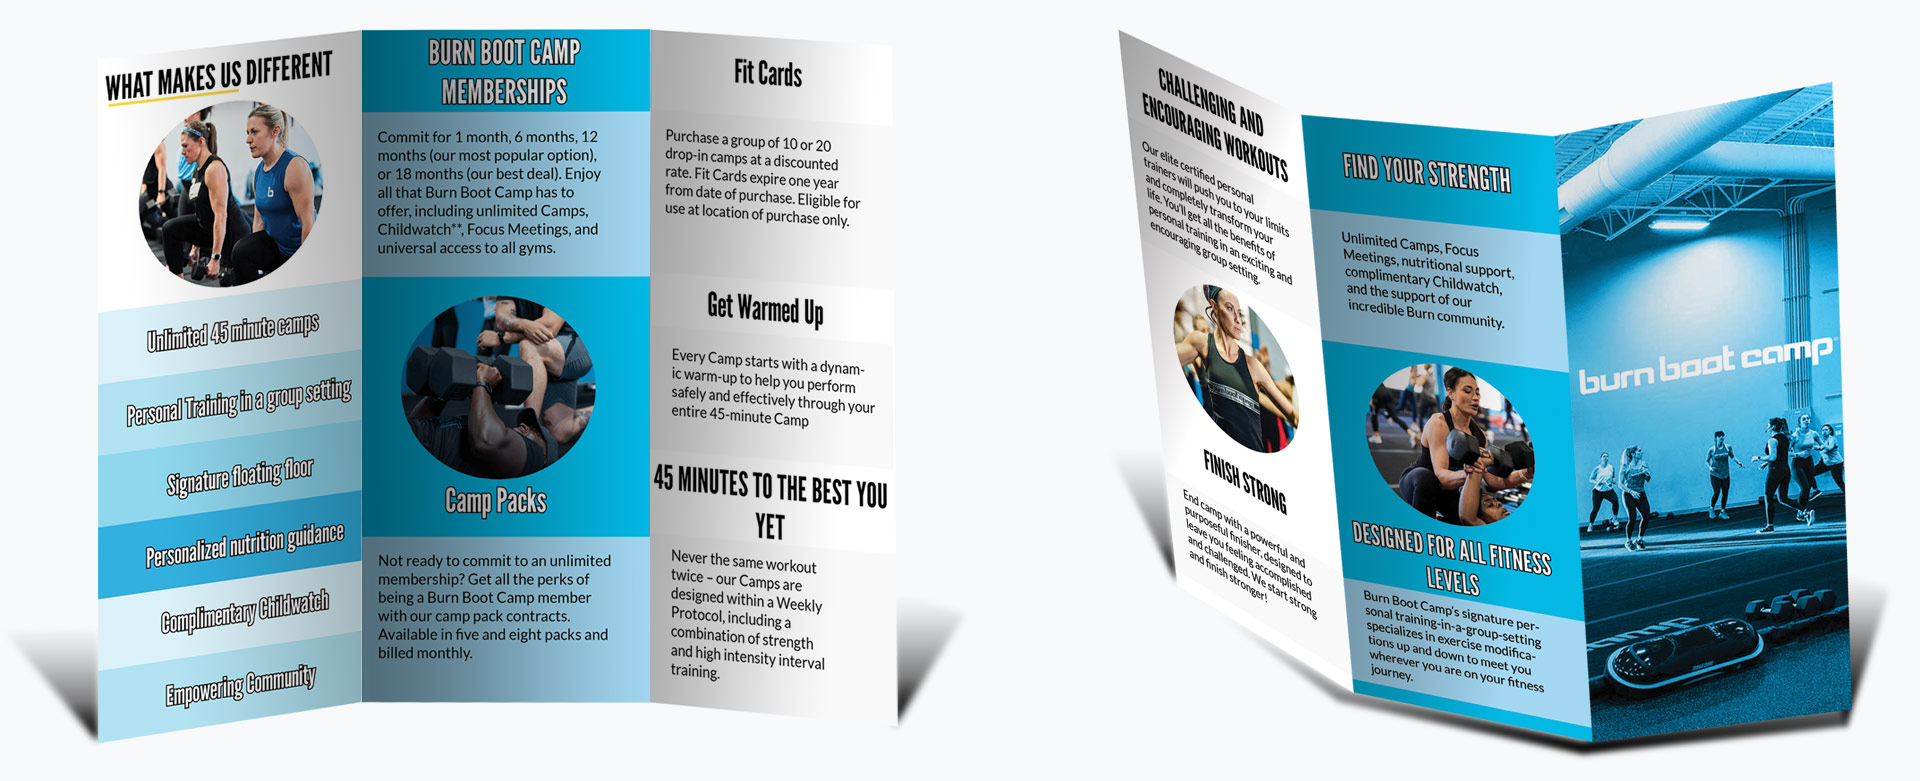 WHAT MAKES US DIFFERENT
Unlimited 45 minute camps
Personal Training in a group setting
Signature floating floor
Personalized nutrition guidance
Complimentary Childwatch
Empowering Community
BURN BOOT CAMP
MEMBERSHIPS
Commit for 1 month, 6 months, 12
months (our most popular option),
or 18 months (our best deal). Enjoy
all that Burn Boot Camp has to
offer, including unlimited Camps,
Childwatch**, Focus Meetings, and
universal access to all gyms.
Camp Packs
Not ready to commit to an unlimited
membership? Get all the perks of
being a Burn Boot Camp member
with our camp pack contracts.
Available in five and eight packs and
billed monthly.
Fit Cards
Purchase a group of 10 or 20
drop-in camps at a discounted
rate. Fit Cards expire one year
from date of purchase. Eligible for
use at location of purchase only.
Get Warmed Up
Every Camp starts with a dynam-
ic warm-up to help you perform
safely and effectively through your
entire 45-minute Camp
45 MINUTES TO THE BEST YOU
YET
Never the same workout
twice – our Camps are
designed within a Weekly
Protocol, including a
combination of strength
and high intensity interval
training.
CHALLENGING AND
ENCOURAGING WORKOUTS
Our elite certified personal
trainers will push you to your limits
and completely transform your
life. You'll get all the benefits of
personal training in an exciting and
encouraging group setting.
FINISH STRONG
End camp with a powerful and
purposeful finisher, designed to
leave you feeling accomplished
and challenged. We start strong
and finish stronger!
FIND YOUR STRENGTH
Unlimited Camps, Focus
Meetings, nutritional support,
complimentary Childwatch,
and the support of our
incredible Burn community.
DESIGNED FOR ALL FITNESS
LEVELS
Burn Boot Camp's signature per-
sonal training-in-a-group-setting
specializes in exercise modifica-
tions up and down to meet you
wherever you are on your fitness
journey.
burn boot camp